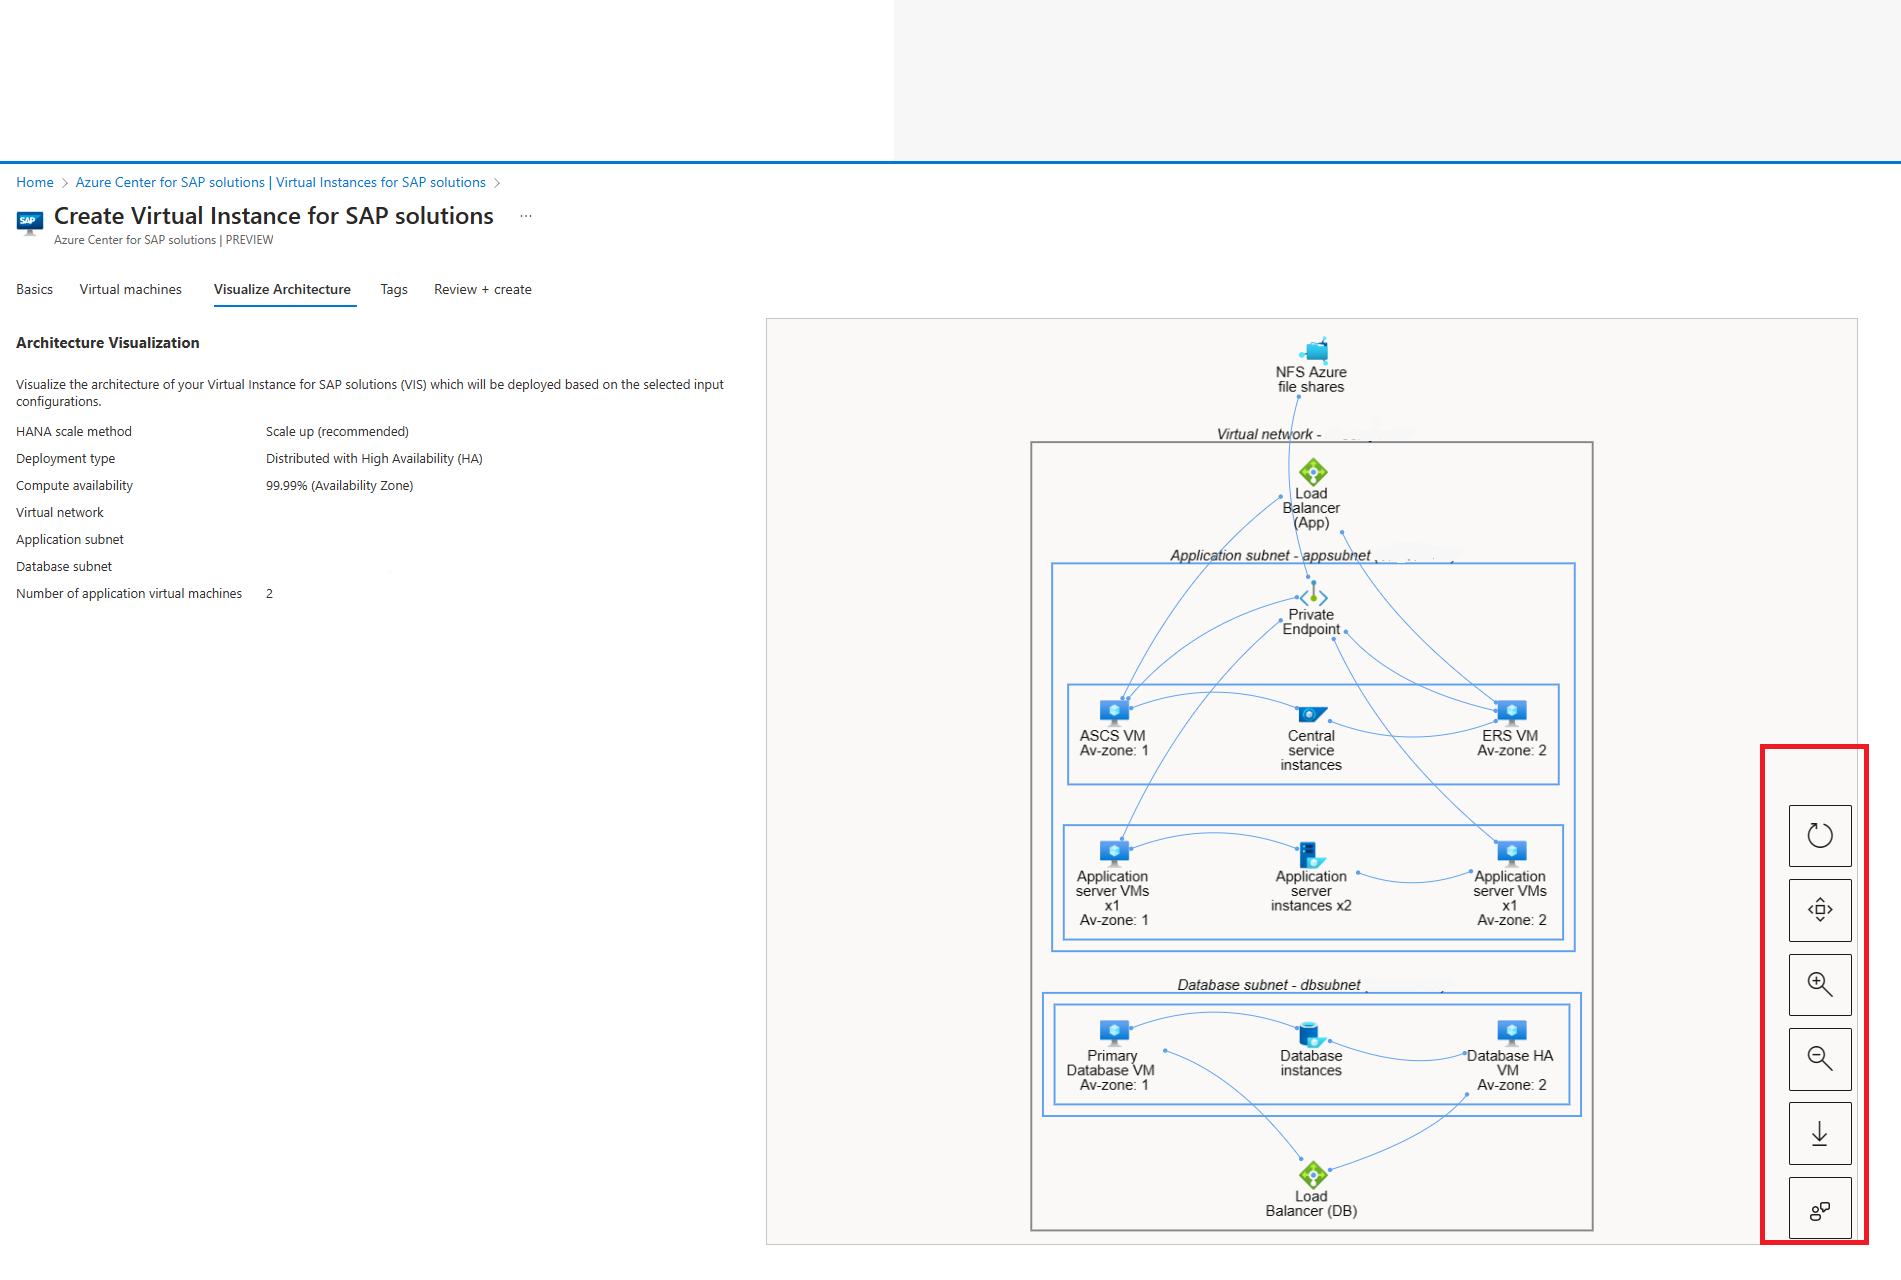 Home > Azure Center for SAP solutions | Virtual Instances for SAP solutions >
SAP
Create Virtual Instance for SAP solutions ...
Azure Center for SAP solutions | PREVIEW
Basics Virtual machines Visualize Architecture Tags Review + create
Architecture Visualization
Visualize the architecture of your Virtual Instance for SAP solutions (VIS) which will be deployed based on the selected input
configurations.
HANA scale method Scale up (recommended)
Deployment type Distributed with High Availability (HA)
Compute availability 99.99% (Availability Zone)
Virtual network
Application subnet
Database subnet
Number of application virtual machines 2
NFS Azure
file shares
Virtual network -
Load
Balancer
(App)
Application subnet - appsubnet
Private
Endpoint
ASCS VM
Av-zone: 1
Central
service
instances
ERS VM
Av-zone: 2
Application
server VMs
x1
Av-zone: 1
Application
server
instances x2
Application
server VMs
x1
Av-zone: 2
Database subnet - dbsubnet
Primary
Database VM
Av-zone: 1
Database
instances
Database HA
VM
Av-zone: 2
Load
Balancer (DB)